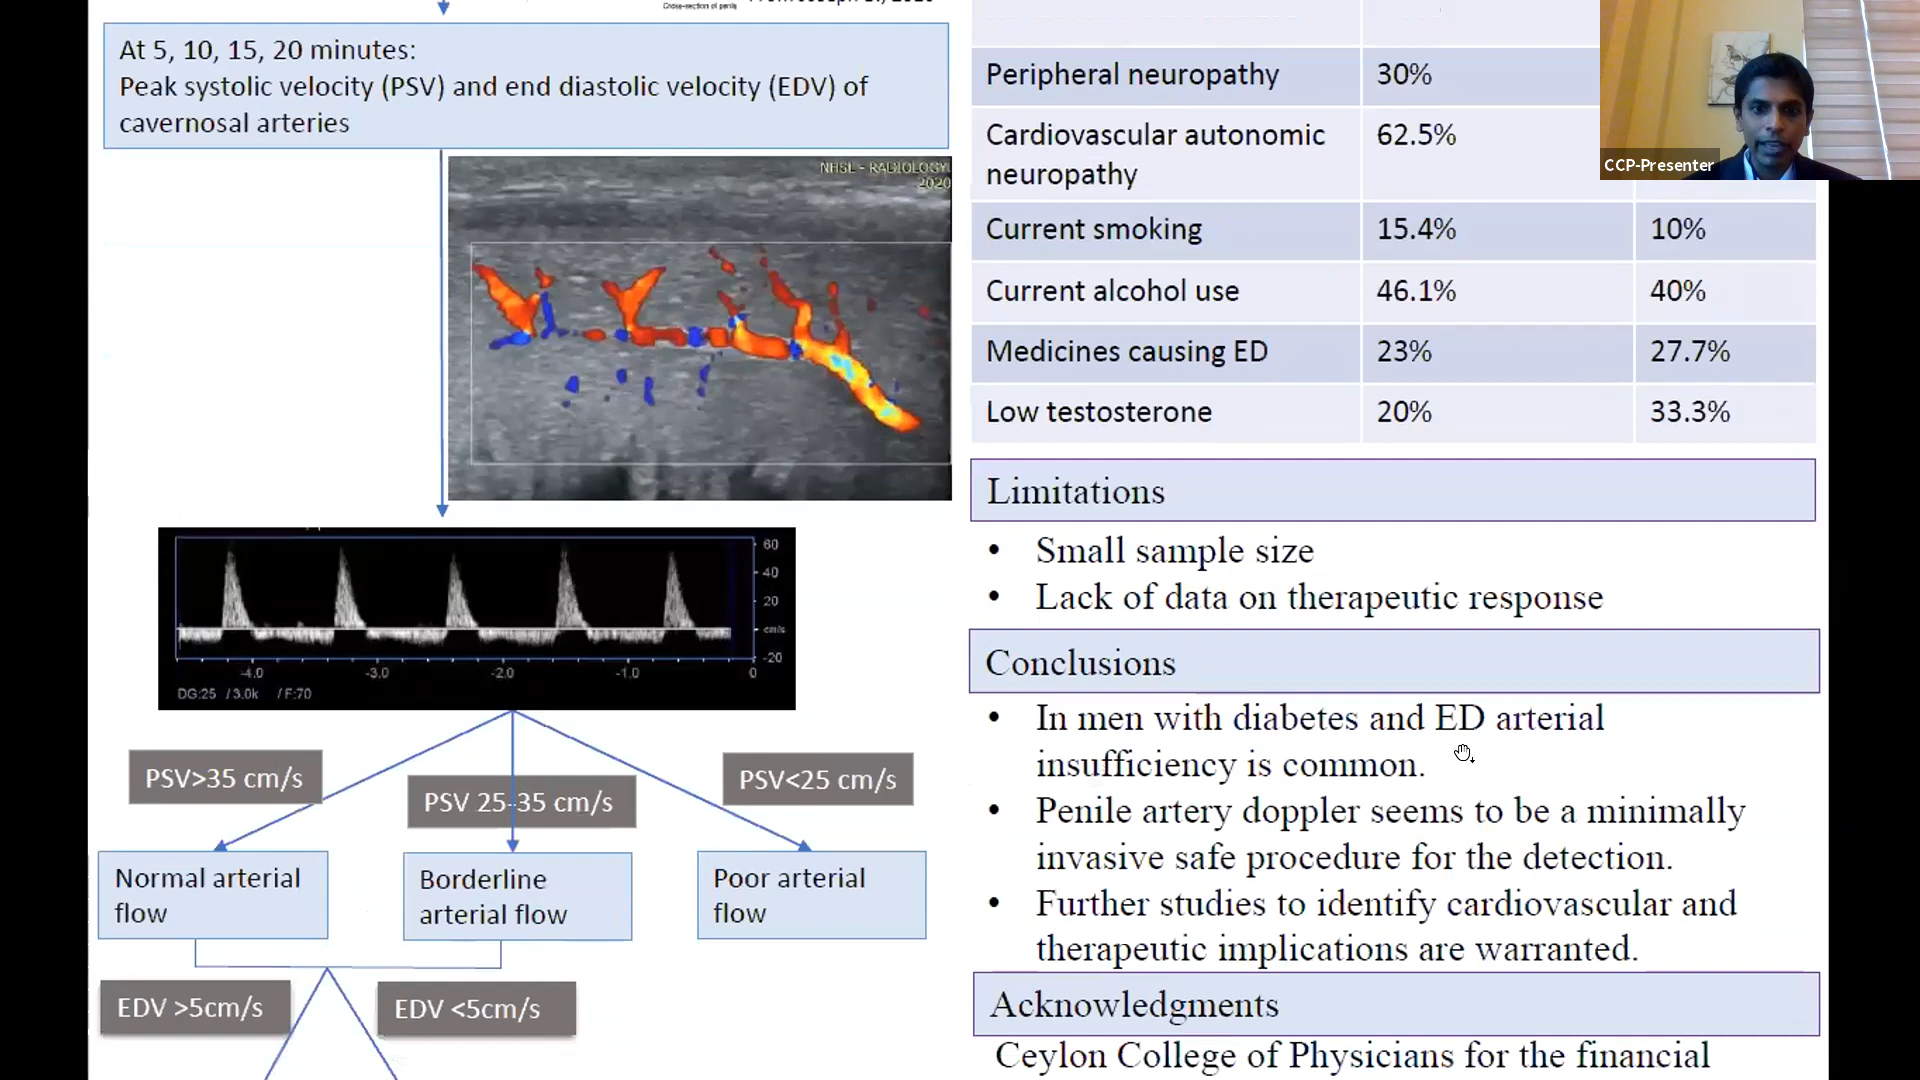 Cross-section of penis
At 5, 10, 15, 20 minutes:
Peak systolic velocity (PSV) and end diastolic velocity (EDV) of
cavernosal arteries
NHSL - RADIOLOGY
2020
60
40
20
cm/s
-20
-4.0 -3.0 -2.0 -1.0 0
DG:25 / 3.0k / F:70
PSV>35 cm/s
PSV 25-35 cm/s
PSV<25 cm/s
Normal arterial
flow
Borderline
arterial flow
Poor arterial
flow
EDV >5cm/s
EDV <5cm/s
Peripheral neuropathy 30%
Cardiovascular autonomic 62.5%
neuropathy
Current smoking 15.4% 10%
Current alcohol use 46.1% 40%
Medicines causing ED 23% 27.7%
Low testosterone 20% 33.3%
Limitations
• Small sample size
• Lack of data on therapeutic response
Conclusions
• In men with diabetes and ED arterial
insufficiency is common.
• Penile artery doppler seems to be a minimally
invasive safe procedure for the detection.
• Further studies to identify cardiovascular and
therapeutic implications are warranted.
Acknowledgments
Ceylon College of Physicians for the financial
CCP-Presenter